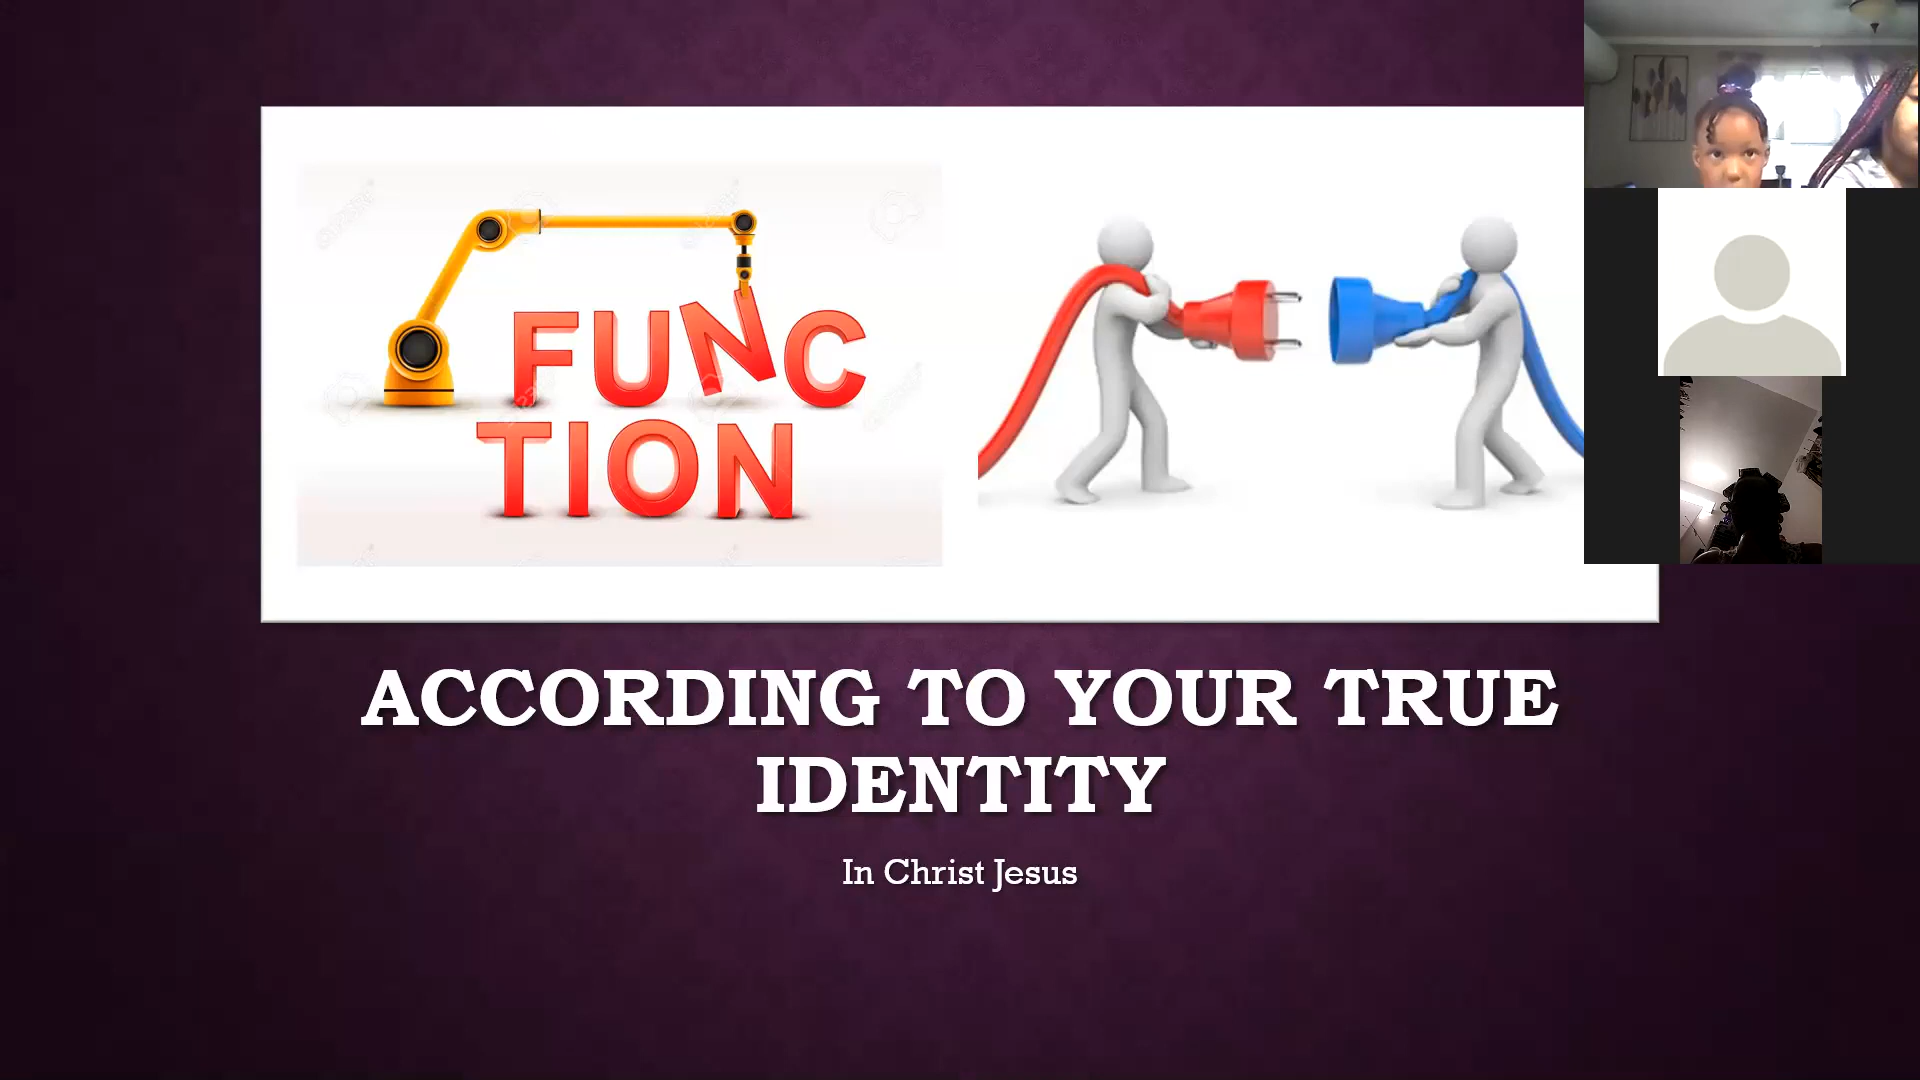 FUNC
TION
ACCORDING TO YOUR TRUE
IDENTITY
In Christ Jesus